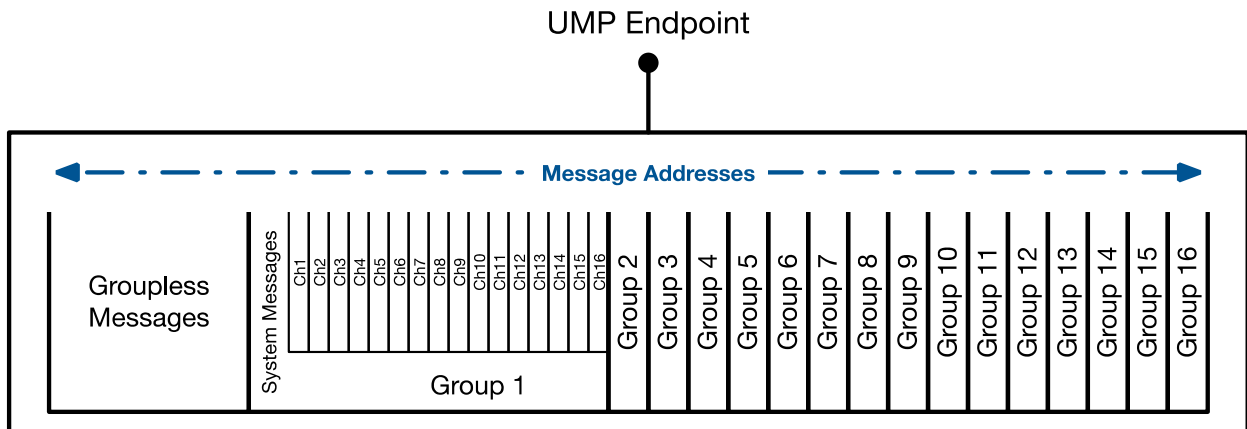 UMP Endpoint
Message Addresses
Groupless
Messages
System Messages
Ch1
Ch2
Ch3
Ch4
Ch5
Ch6
Ch7
Ch8
Ch9
Ch10
Ch11
Ch12
Ch13
Ch14
Ch15
Ch16
Group 1
Group 2
Group 3
Group 4
Group 5
Group 6
Group 7
Group 8
Group 9
Group 10
Group 11
Group 12
Group 13
Group 14
Group 15
Group 16